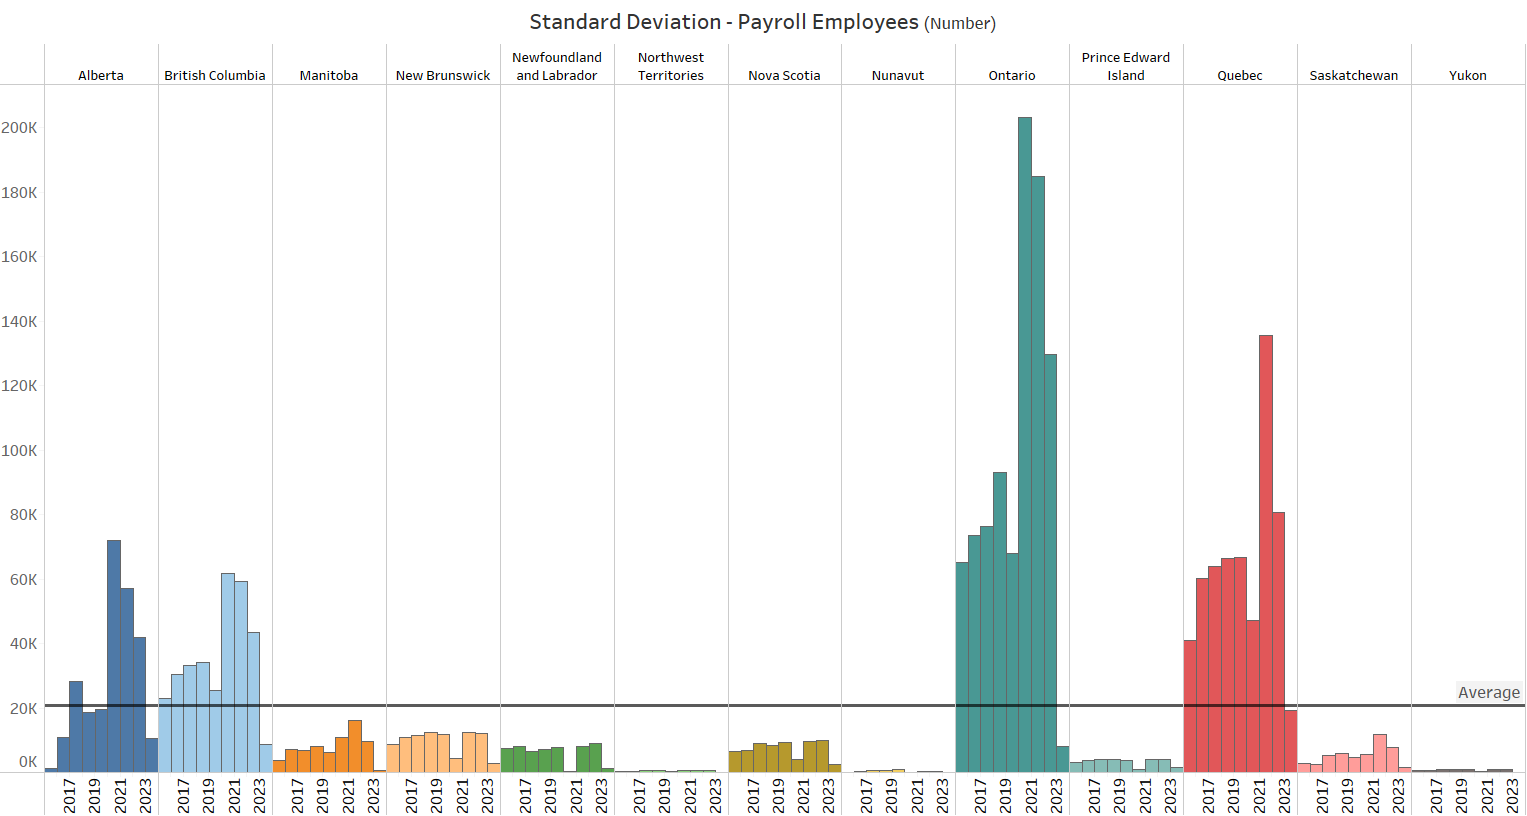 Standard Deviation - Payroll Employees (Number)
Alberta
British Columbia
Manitoba
New Brunswick
Newfoundland
and Labrador
Northwest
Territories
Nova Scotia
Nunavut
Ontario
Prince Edward
Island
Quebec
Saskatchewan
Yukon
200K
180K
160K
140K
120K
100K
80K
60K
40K
20K
0K
Average
2017 2019 2021 2023 2017 2019 2021 2023 2017 2019 2021 2023 2017 2019 2021 2023 2017 2019 2021 2023 2017 2019 2021 2023 2017 2019 2021 2023 2017 2019 2021 2023 2017 2019 2021 2023 2017 2019 2021 2023 2017 2019 2021 2023 2017 2019 2021 2023 2017 2019 2021 2023